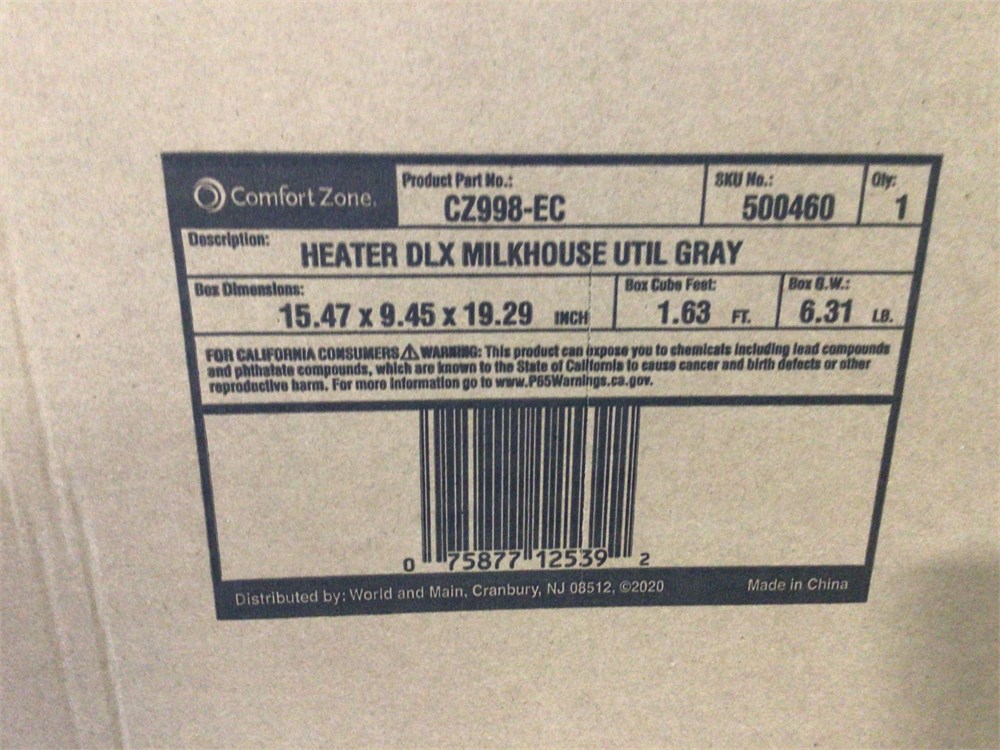 Comfort Zone.
Product Part No.:
CZ998-EC
SKU No.:
500460
Qty:
1
Description:
HEATER DLX MILKHOUSE UTIL GRAY
Box Dimensions:
15.47 x 9.45 x 19.29 INCH
Box Cube Feet:
1.63 FT.
Box G.W.:
6.31 LB.
FOR CALIFORNIA CONSUMERS ⚠ WARNING: This product can expose you to chemicals including lead compounds
and phthalate compounds, which are known to the State of California to cause cancer and birth defects or other
reproductive harm. For more information go to www.P65Warnings.ca.gov.
0 75877 12539 2
Distributed by: World and Main, Cranbury, NJ 08512, ©2020
Made in China